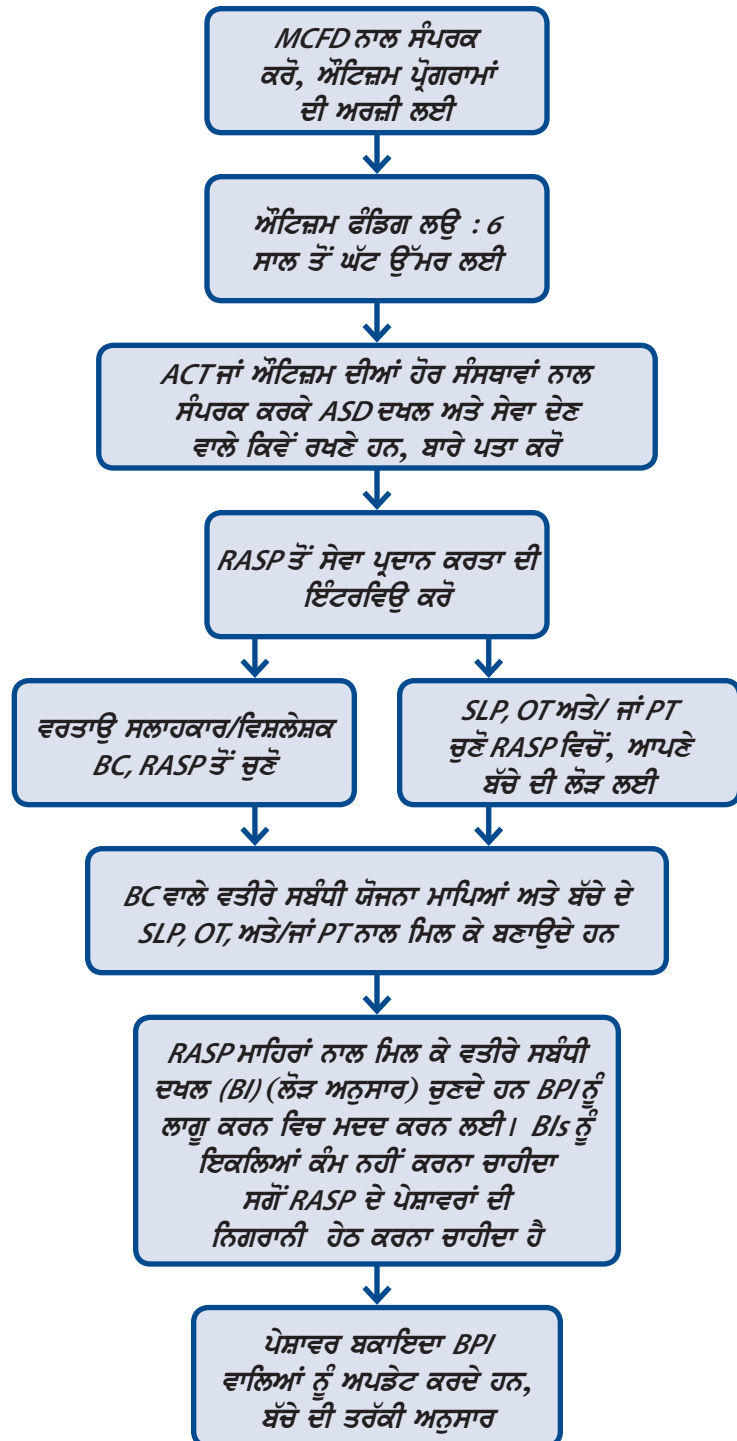 MCFD ਨਾਲ ਸੰਪਰਕ
ਕਰੋ, ਔਟਿਜ਼ਮ ਪ੍ਰੋਗਰਾਮਾਂ
ਦੀ ਅਰਜ਼ੀ ਲਈ
ਔਟਿਜ਼ਮ ਫੰਡਿਗ ਲਉ : 6
ਸਾਲ ਤੋਂ ਘੱਟ ਉੱਮਰ ਲਈ
ACT ਜਾਂ ਔਟਿਜ਼ਮ ਦੀਆਂ ਹੋਰ ਸੰਸਥਾਵਾਂ ਨਾਲ
ਸੰਪਰਕ ਕਰਕੇ ASD ਦਖਲ ਅਤੇ ਸੇਵਾ ਦੇਣ
ਵਾਲੇ ਕਿਵੇਂ ਰਖਣੇ ਹਨ, ਬਾਰੇ ਪਤਾ ਕਰੋ
RASP ਤੋਂ ਸੇਵਾ ਪ੍ਰਦਾਨ ਕਰਤਾ ਦੀ
ਇੰਟਰਵਿਉ ਕਰੋ
ਵਰਤਾਉ ਸਲਾਹਕਾਰ/ਵਿਸ਼ਲੇਸ਼ਕ
BC, RASP ਤੋਂ ਚੁਣੋ
SLP, OT ਅਤੇ/ ਜਾਂ PT
ਚੁਣੋ RASP ਵਿਚੋਂ, ਆਪਣੇ
ਬੱਚੇ ਦੀ ਲੋੜ ਲਈ
BC ਵਾਲੇ ਵਤੀਰੇ ਸਬੰਧੀ ਯੋਜਨਾ ਮਾਪਿਆਂ ਅਤੇ ਬੱਚੇ ਦੇ
SLP, OT, ਅਤੇ/ਜਾਂ PT ਨਾਲ ਮਿਲ ਕੇ ਬਣਾਉਦੇ ਹਨ
RASP ਮਾਹਿਰਾਂ ਨਾਲ ਮਿਲ ਕੇ ਵਤੀਰੇ ਸਬੰਧੀ
ਦਖਲ (BI) (ਲੋੜ ਅਨੁਸਾਰ) ਚੁਣਦੇ ਹਨ BPI ਨੂੰ
ਲਾਗੂ ਕਰਨ ਵਿਚ ਮਦਦ ਕਰਨ ਲਈ। BIs ਨੂੰ
ਇਕਲਿਆਂ ਕੰਮ ਨਹੀਂ ਕਰਨਾ ਚਾਹੀਦਾ
ਸਗੋਂ RASP ਦੇ ਪੇਸ਼ਾਵਰਾਂ ਦੀ
ਨਿਗਰਾਨੀ ਹੇਠ ਕਰਨਾ ਚਾਹੀਦਾ ਹੈ
ਪੇਸ਼ਾਵਰ ਬਕਾਇਦਾ BPI
ਵਾਲਿਆਂ ਨੂੰ ਅਪਡੇਟ ਕਰਦੇ ਹਨ,
ਬੱਚੇ ਦੀ ਤਰੱਕੀ ਅਨੁਸਾਰ